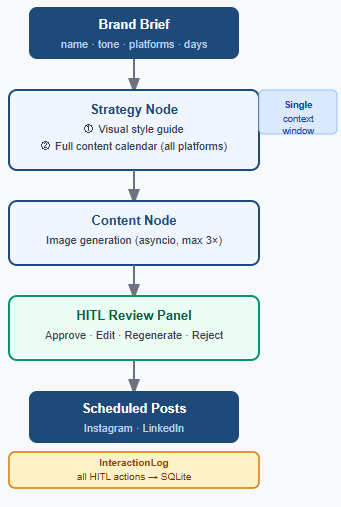 Brand Brief
name · tone · platforms · days
Strategy Node
① Visual style guide
② Full content calendar (all platforms)
Single
context
window
Content Node
Image generation (asyncio, max 3×)
HITL Review Panel
Approve · Edit · Regenerate · Reject
Scheduled Posts
Instagram · LinkedIn
InteractionLog
all HITL actions → SQLite